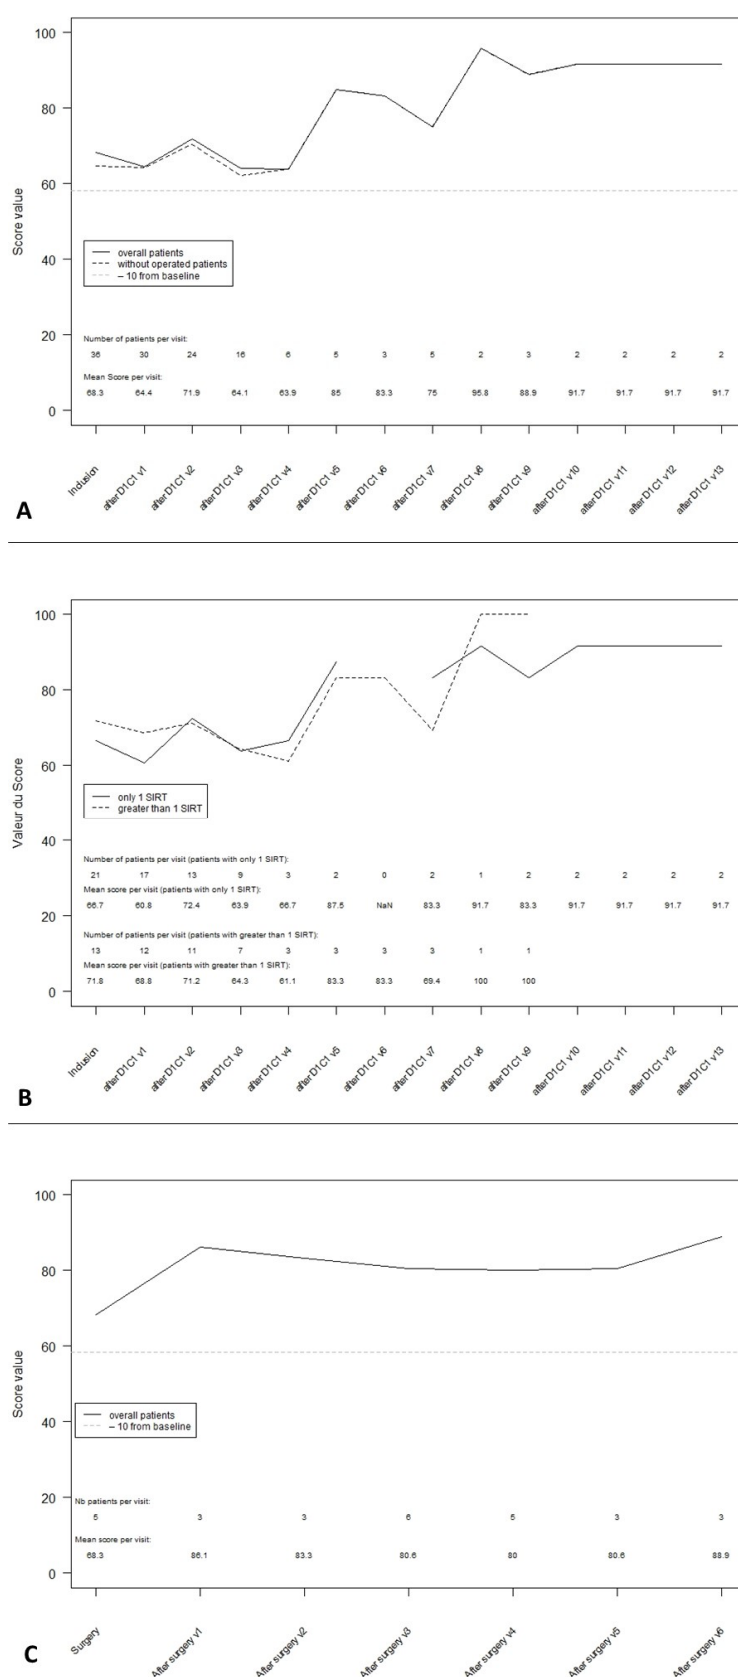 100
80
60
40
20
0
Score value
overall patients
without operated patients
– 10 from baseline
Number of patients per visit:
36 30 24 16 6 5 3 5 2 3 2 2 2 2
Mean Score per visit:
68.3 64.4 71.9 64.1 63.9 85 83.3 75 95.8 88.9 91.7 91.7 91.7 91.7
Inclusion
after D1C1 v1
after D1C1 v2
after D1C1 v3
after D1C1 v4
after D1C1 v5
after D1C1 v6
after D1C1 v7
after D1C1 v8
after D1C1 v9
after D1C1 v10
after D1C1 v11
after D1C1 v12
after D1C1 v13
A
100
80
60
40
20
0
Valeur du Score
only 1 SIRT
greater than 1 SIRT
Number of patients per visit (patients with only 1 SIRT):
21 17 13 9 3 2 0 2 1 2 2 2 2 2
Mean score per visit (patients with only 1 SIRT):
66.7 60.8 72.4 63.9 66.7 87.5 NaN 83.3 91.7 83.3 91.7 91.7 91.7 91.7
Number of patients per visit (patients with greater than 1 SIRT):
13 12 11 7 3 3 3 3 1 1
Mean score per visit (patients with greater than 1 SIRT):
71.8 68.8 71.2 64.3 61.1 83.3 83.3 69.4 100 100
Inclusion
after D1C1 v1
after D1C1 v2
after D1C1 v3
after D1C1 v4
after D1C1 v5
after D1C1 v6
after D1C1 v7
after D1C1 v8
after D1C1 v9
after D1C1 v10
after D1C1 v11
after D1C1 v12
after D1C1 v13
B
100
80
60
40
20
0
Score value
overall patients
– 10 from baseline
Nb patients per visit:
5 3 3 6 5 3 3
Mean score per visit:
68.3 86.1 83.3 80.6 80 80.6 88.9
Surgery
After surgery v1
After surgery v2
After surgery v3
After surgery v4
After surgery v5
After surgery v6
C